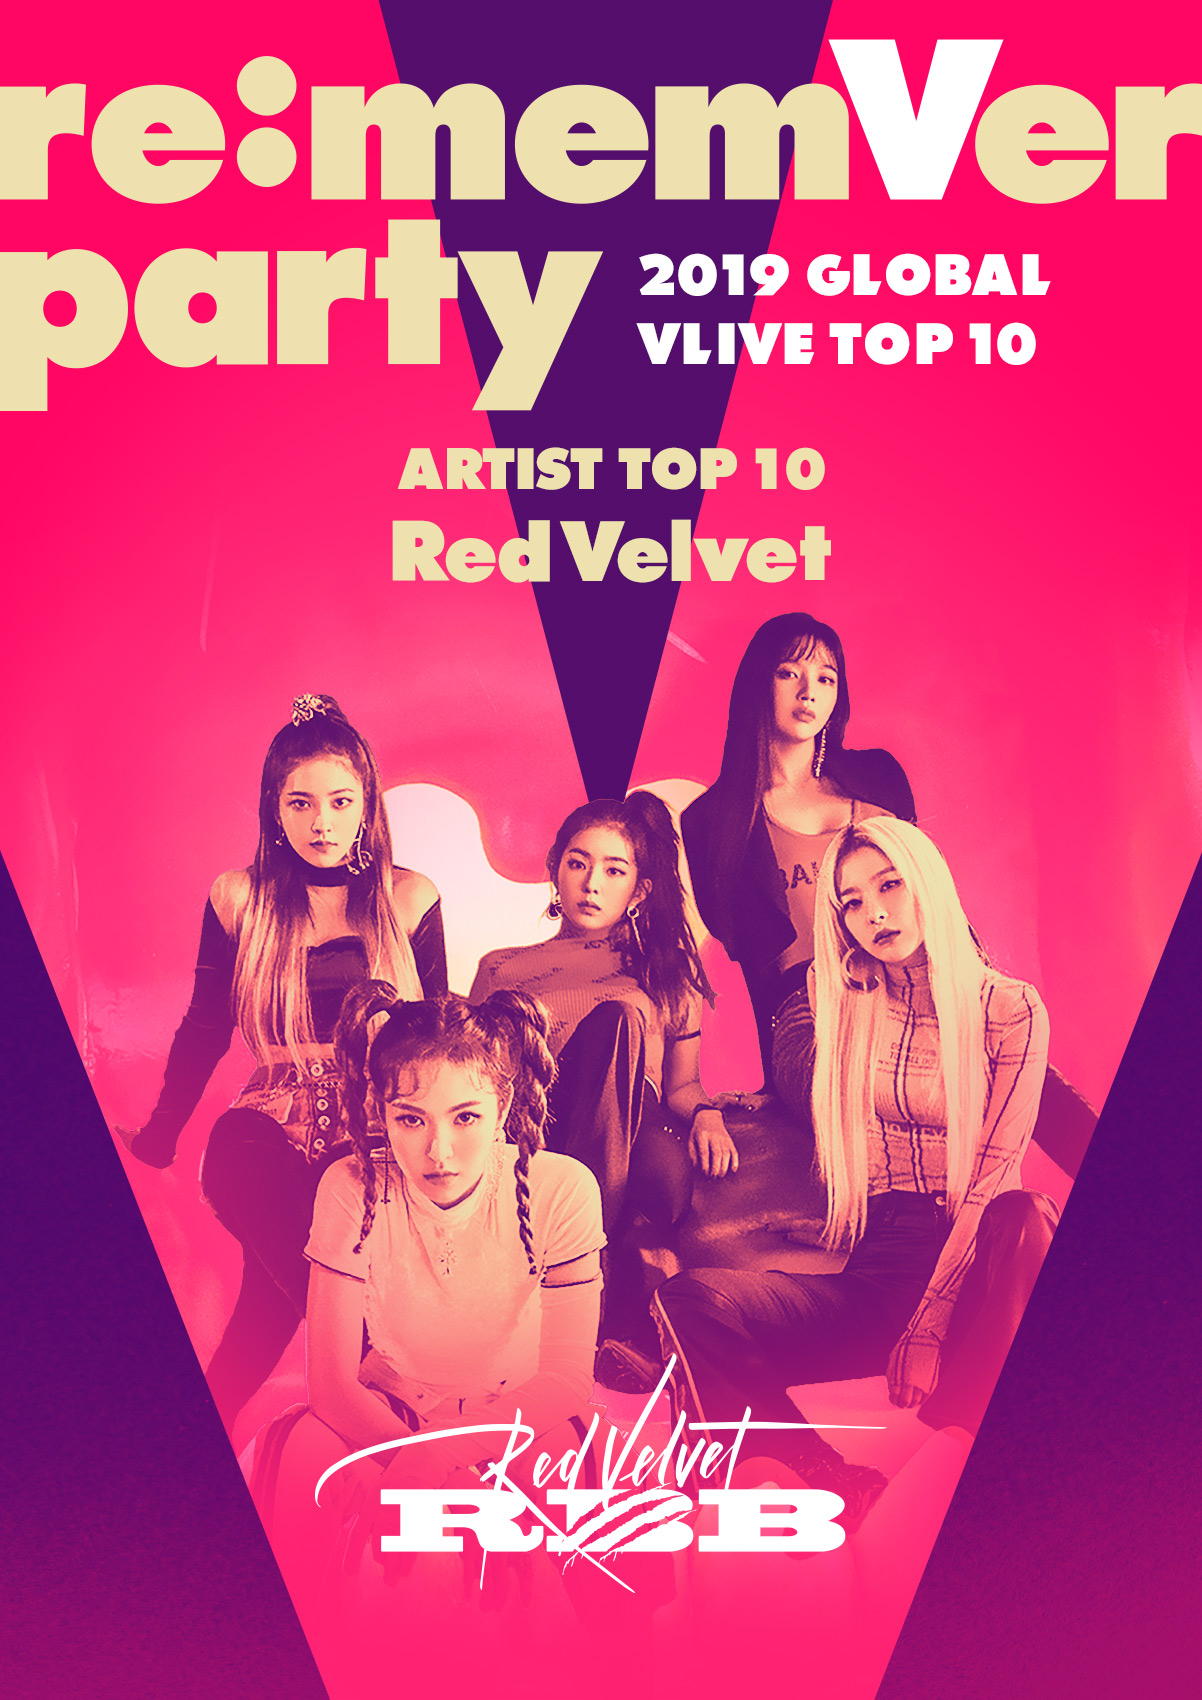 re:memVer
party
2019 GLOBAL
VLIVE TOP 10
ARTIST TOP 10
Red Velvet
Red Velvet
RBB